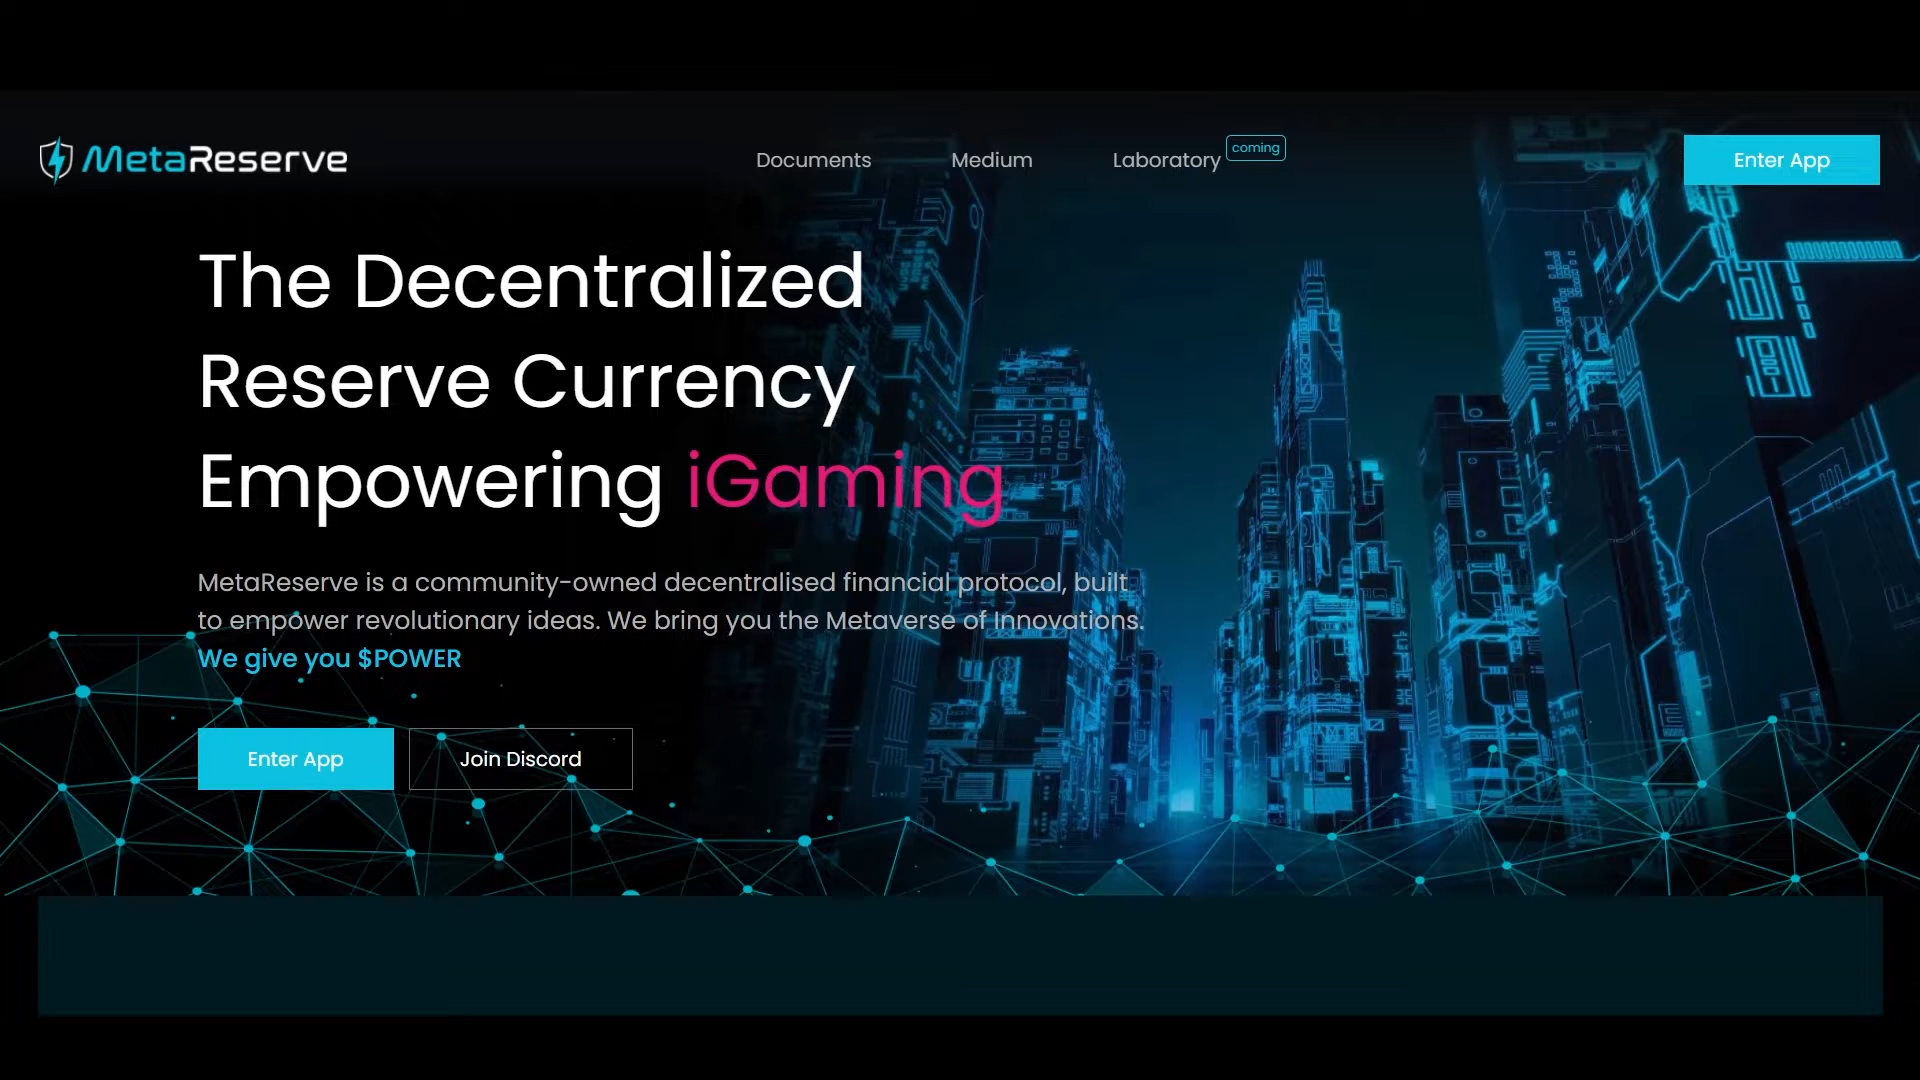 MetaReserve
Documents
Medium
Laboratory
coming
Enter App
The Decentralized
Reserve Currency
Empowering iGaming
MetaReserve is a community-owned decentralised financial protocol, built
to empower revolutionary ideas. We bring you the Metaverse of Innovations.
We give you $POWER
Enter App
Join Discord